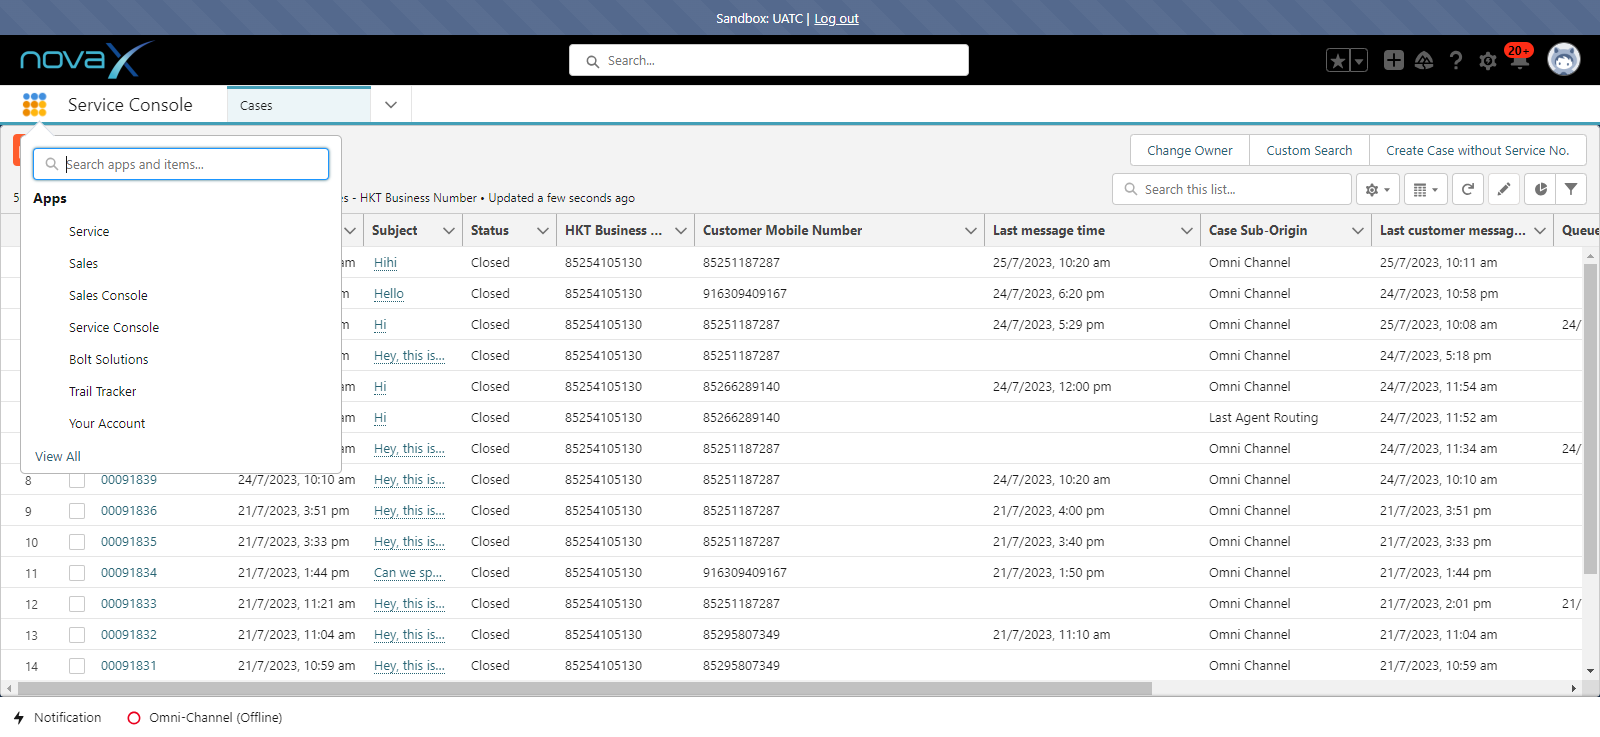 Sandbox: UATC | Log out
novaX
Search...
20+
Service Console
Cases
Search apps and items...
Apps
Service
Sales
Sales Console
Service Console
Bolt Solutions
Trail Tracker
Your Account
View All
Change Owner
Custom Search
Create Case without Service No.
5
s - HKT Business Number • Updated a few seconds ago
Search this list...
Subject Status HKT Business ... Customer Mobile Number Last message time Case Sub-Origin Last customer messag... Queue
am Hihi Closed 85254105130 85251187287 25/7/2023, 10:20 am Omni Channel 25/7/2023, 10:11 am
m Hello Closed 85254105130 916309409167 24/7/2023, 6:20 pm Omni Channel 24/7/2023, 10:58 pm
m Hi Closed 85254105130 85251187287 24/7/2023, 5:29 pm Omni Channel 25/7/2023, 10:08 am 24/
m Hey, this is... Closed 85254105130 85251187287 Omni Channel 24/7/2023, 5:18 pm
am Hi Closed 85254105130 85266289140 24/7/2023, 12:00 pm Omni Channel 24/7/2023, 11:54 am
am Hi Closed 85254105130 85266289140 Last Agent Routing 24/7/2023, 11:52 am
am Hey, this is... Closed 85254105130 85251187287 Omni Channel 24/7/2023, 11:34 am 24/
8 00091839 24/7/2023, 10:10 am Hey, this is... Closed 85254105130 85251187287 24/7/2023, 10:20 am Omni Channel 24/7/2023, 10:10 am
9 00091836 21/7/2023, 3:51 pm Hey, this is... Closed 85254105130 85251187287 21/7/2023, 4:00 pm Omni Channel 21/7/2023, 3:51 pm
10 00091835 21/7/2023, 3:33 pm Hey, this is... Closed 85254105130 85251187287 21/7/2023, 3:40 pm Omni Channel 21/7/2023, 3:33 pm
11 00091834 21/7/2023, 1:44 pm Can we sp... Closed 85254105130 916309409167 21/7/2023, 1:50 pm Omni Channel 21/7/2023, 1:44 pm
12 00091833 21/7/2023, 11:21 am Hey, this is... Closed 85254105130 85251187287 Omni Channel 21/7/2023, 2:01 pm 21/
13 00091832 21/7/2023, 11:04 am Hey, this is... Closed 85254105130 85295807349 21/7/2023, 11:10 am Omni Channel 21/7/2023, 11:04 am
14 00091831 21/7/2023, 10:59 am Hey, this is... Closed 85254105130 85295807349 Omni Channel 21/7/2023, 10:59 am
Notification
Omni-Channel (Offline)